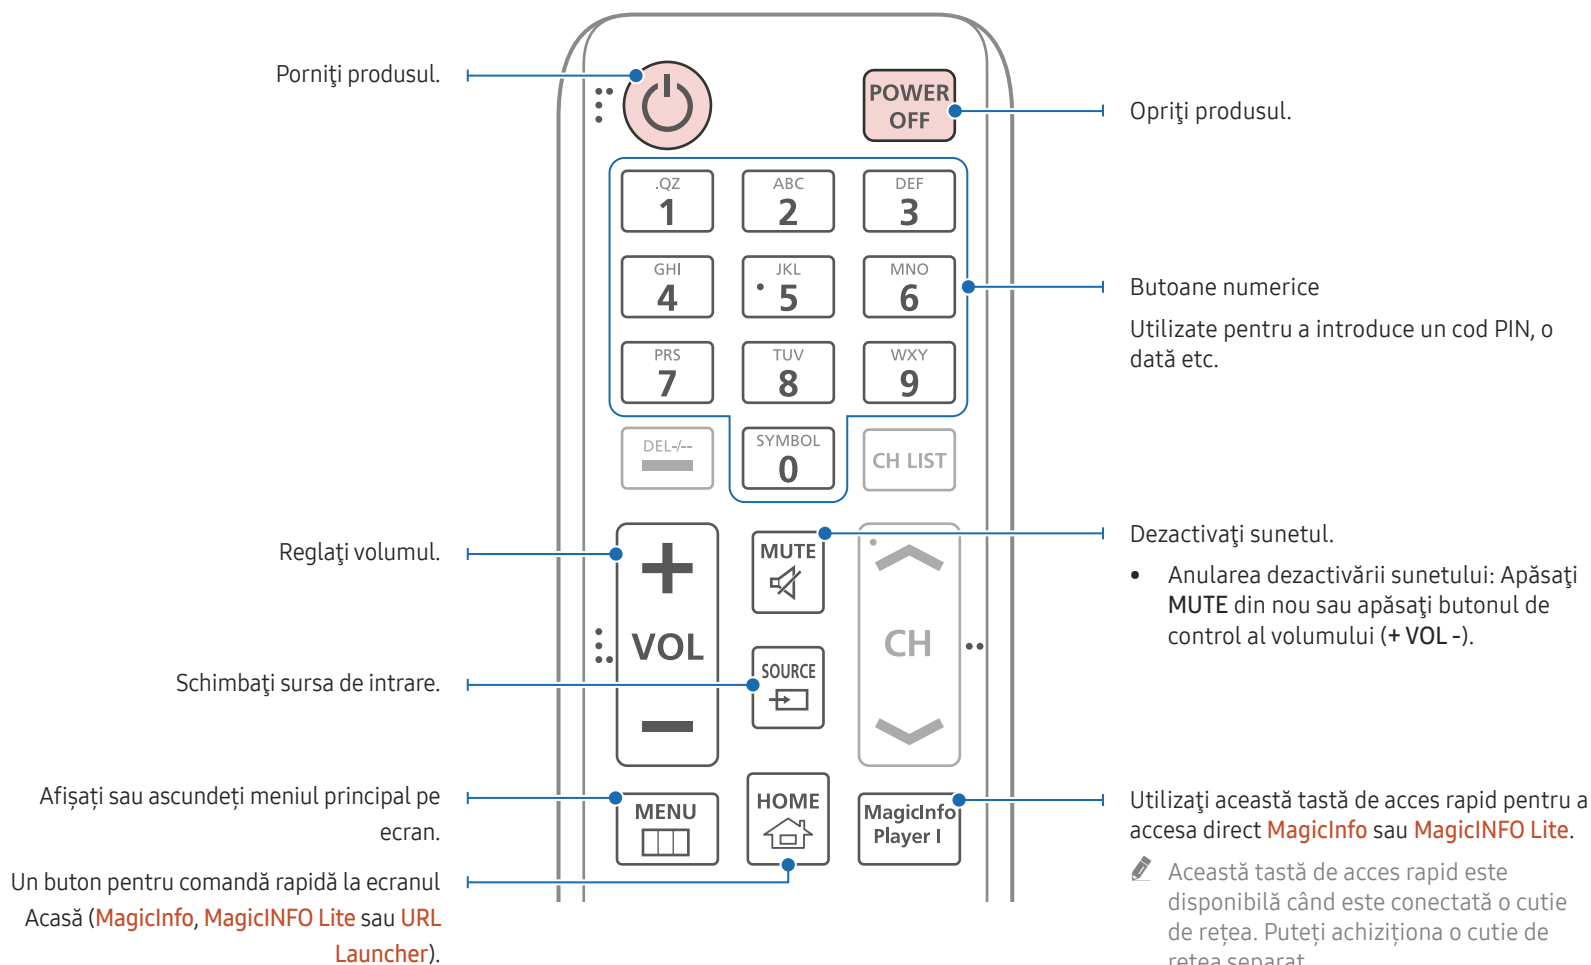 Porniţi produsul.
POWER
OFF
Opriţi produsul.
.QZ
1
ABC
2
DEF
3
GHI
4
JKL
5
MNO
6
Butoane numerice
Utilizate pentru a introduce un cod PIN, o
dată etc.
PRS
7
TUV
8
WXY
9
DEL-/--
SYMBOL
0
CH LIST
Reglaţi volumul.
VOL
MUTE
CH
Dezactivaţi sunetul.
• Anularea dezactivării sunetului: Apăsaţi
MUTE din nou sau apăsaţi butonul de
control al volumului (+ VOL -).
Schimbaţi sursa de intrare.
SOURCE
Afișați sau ascundeți meniul principal pe
ecran.
MENU
HOME
MagicInfo
Player I
Utilizaţi această tastă de acces rapid pentru a
accesa direct MagicInfo sau MagicINFO Lite.
Această tastă de acces rapid este
disponibilă când este conectată o cutie
de rețea. Puteți achiziționa o cutie de
rețea separat.
Un buton pentru comandă rapidă la ecranul
Acasă (MagicInfo, MagicINFO Lite sau URL
Launcher).